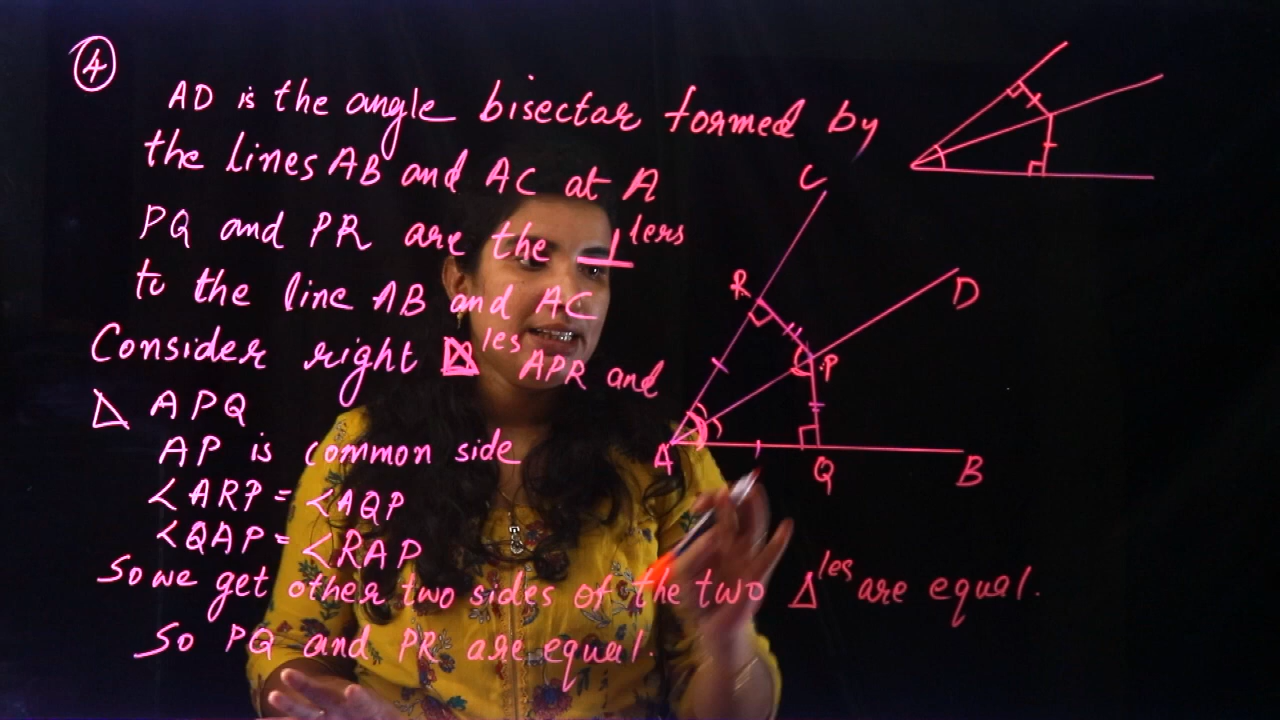 4
AD is the angle bisectar formed by
the lines AB and AC at A
PQ and PR are the ⊥lers
to the line AB and AC
Consider right △les APR and
△ APQ
AP is common side
∠ARP = ∠AQP
∠QAP = ∠RAP
So we get other two sides of the two △les are equal.
So PQ and PR are equal.
C
R
D
P
A
Q
B